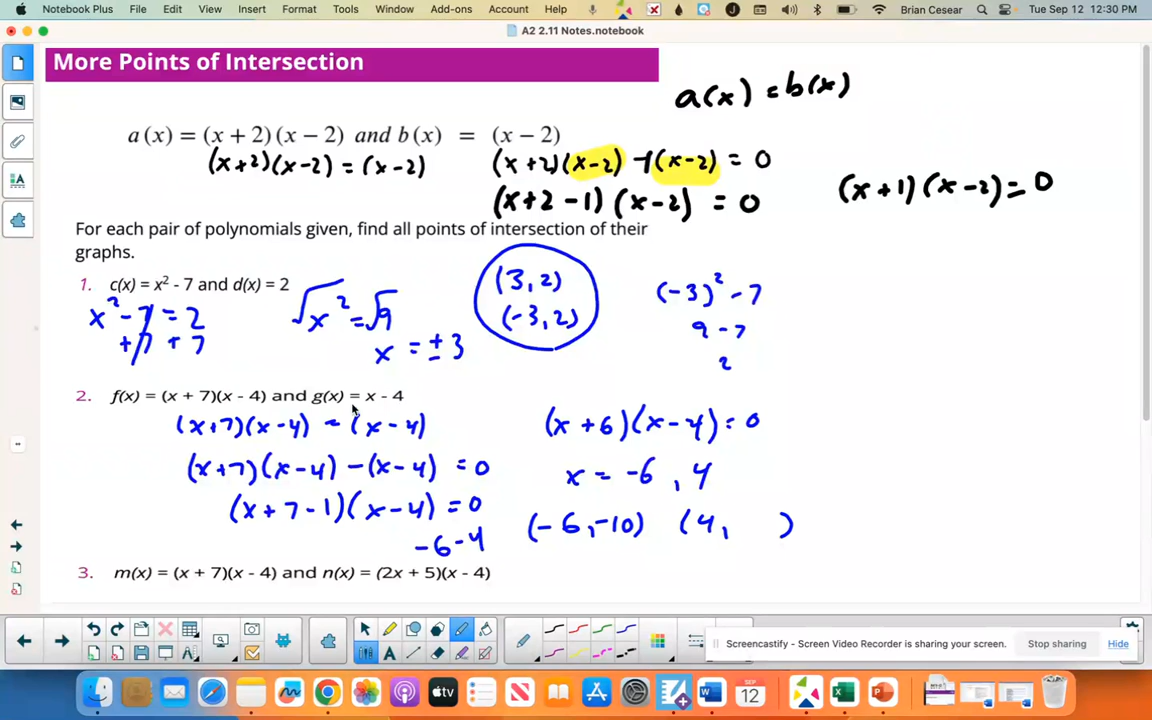 Notebook Plus File Edit View Insert Format Tools Window Add-ons Account Help Brian Cesear Tue Sep 12 12:30 PM
A2 2.11 Notes.notebook
More Points of Intersection
a(x) = b(x)
a (x) = (x + 2) (x − 2) and b (x) = (x − 2)
(x+2)(x-2) = (x-2) (x+2)(x-2) -1(x-2) = 0
(x+2-1)(x-2) = 0 (x+1)(x-2)=0
For each pair of polynomials given, find all points of intersection of their
graphs.
1. c(x) = x² - 7 and d(x) = 2
x² - 7 = 2 √x² = √9 (3,2) (-3)² - 7
+7 +7 x = ±3 (-3,2) 9 - 7
2
2. f(x) = (x + 7)(x - 4) and g(x) = x - 4
(x+7)(x-4) = (x-4) (x+6)(x-4)=0
(x+7)(x-4) -(x-4) = 0 x = -6, 4
(x+7-1)(x-4)=0 (-6,-10) (4, )
-6-4
3. m(x) = (x + 7)(x - 4) and n(x) = (2x + 5)(x - 4)
Screencastify - Screen Video Recorder is sharing your screen. Stop sharing Hide
SEP
12